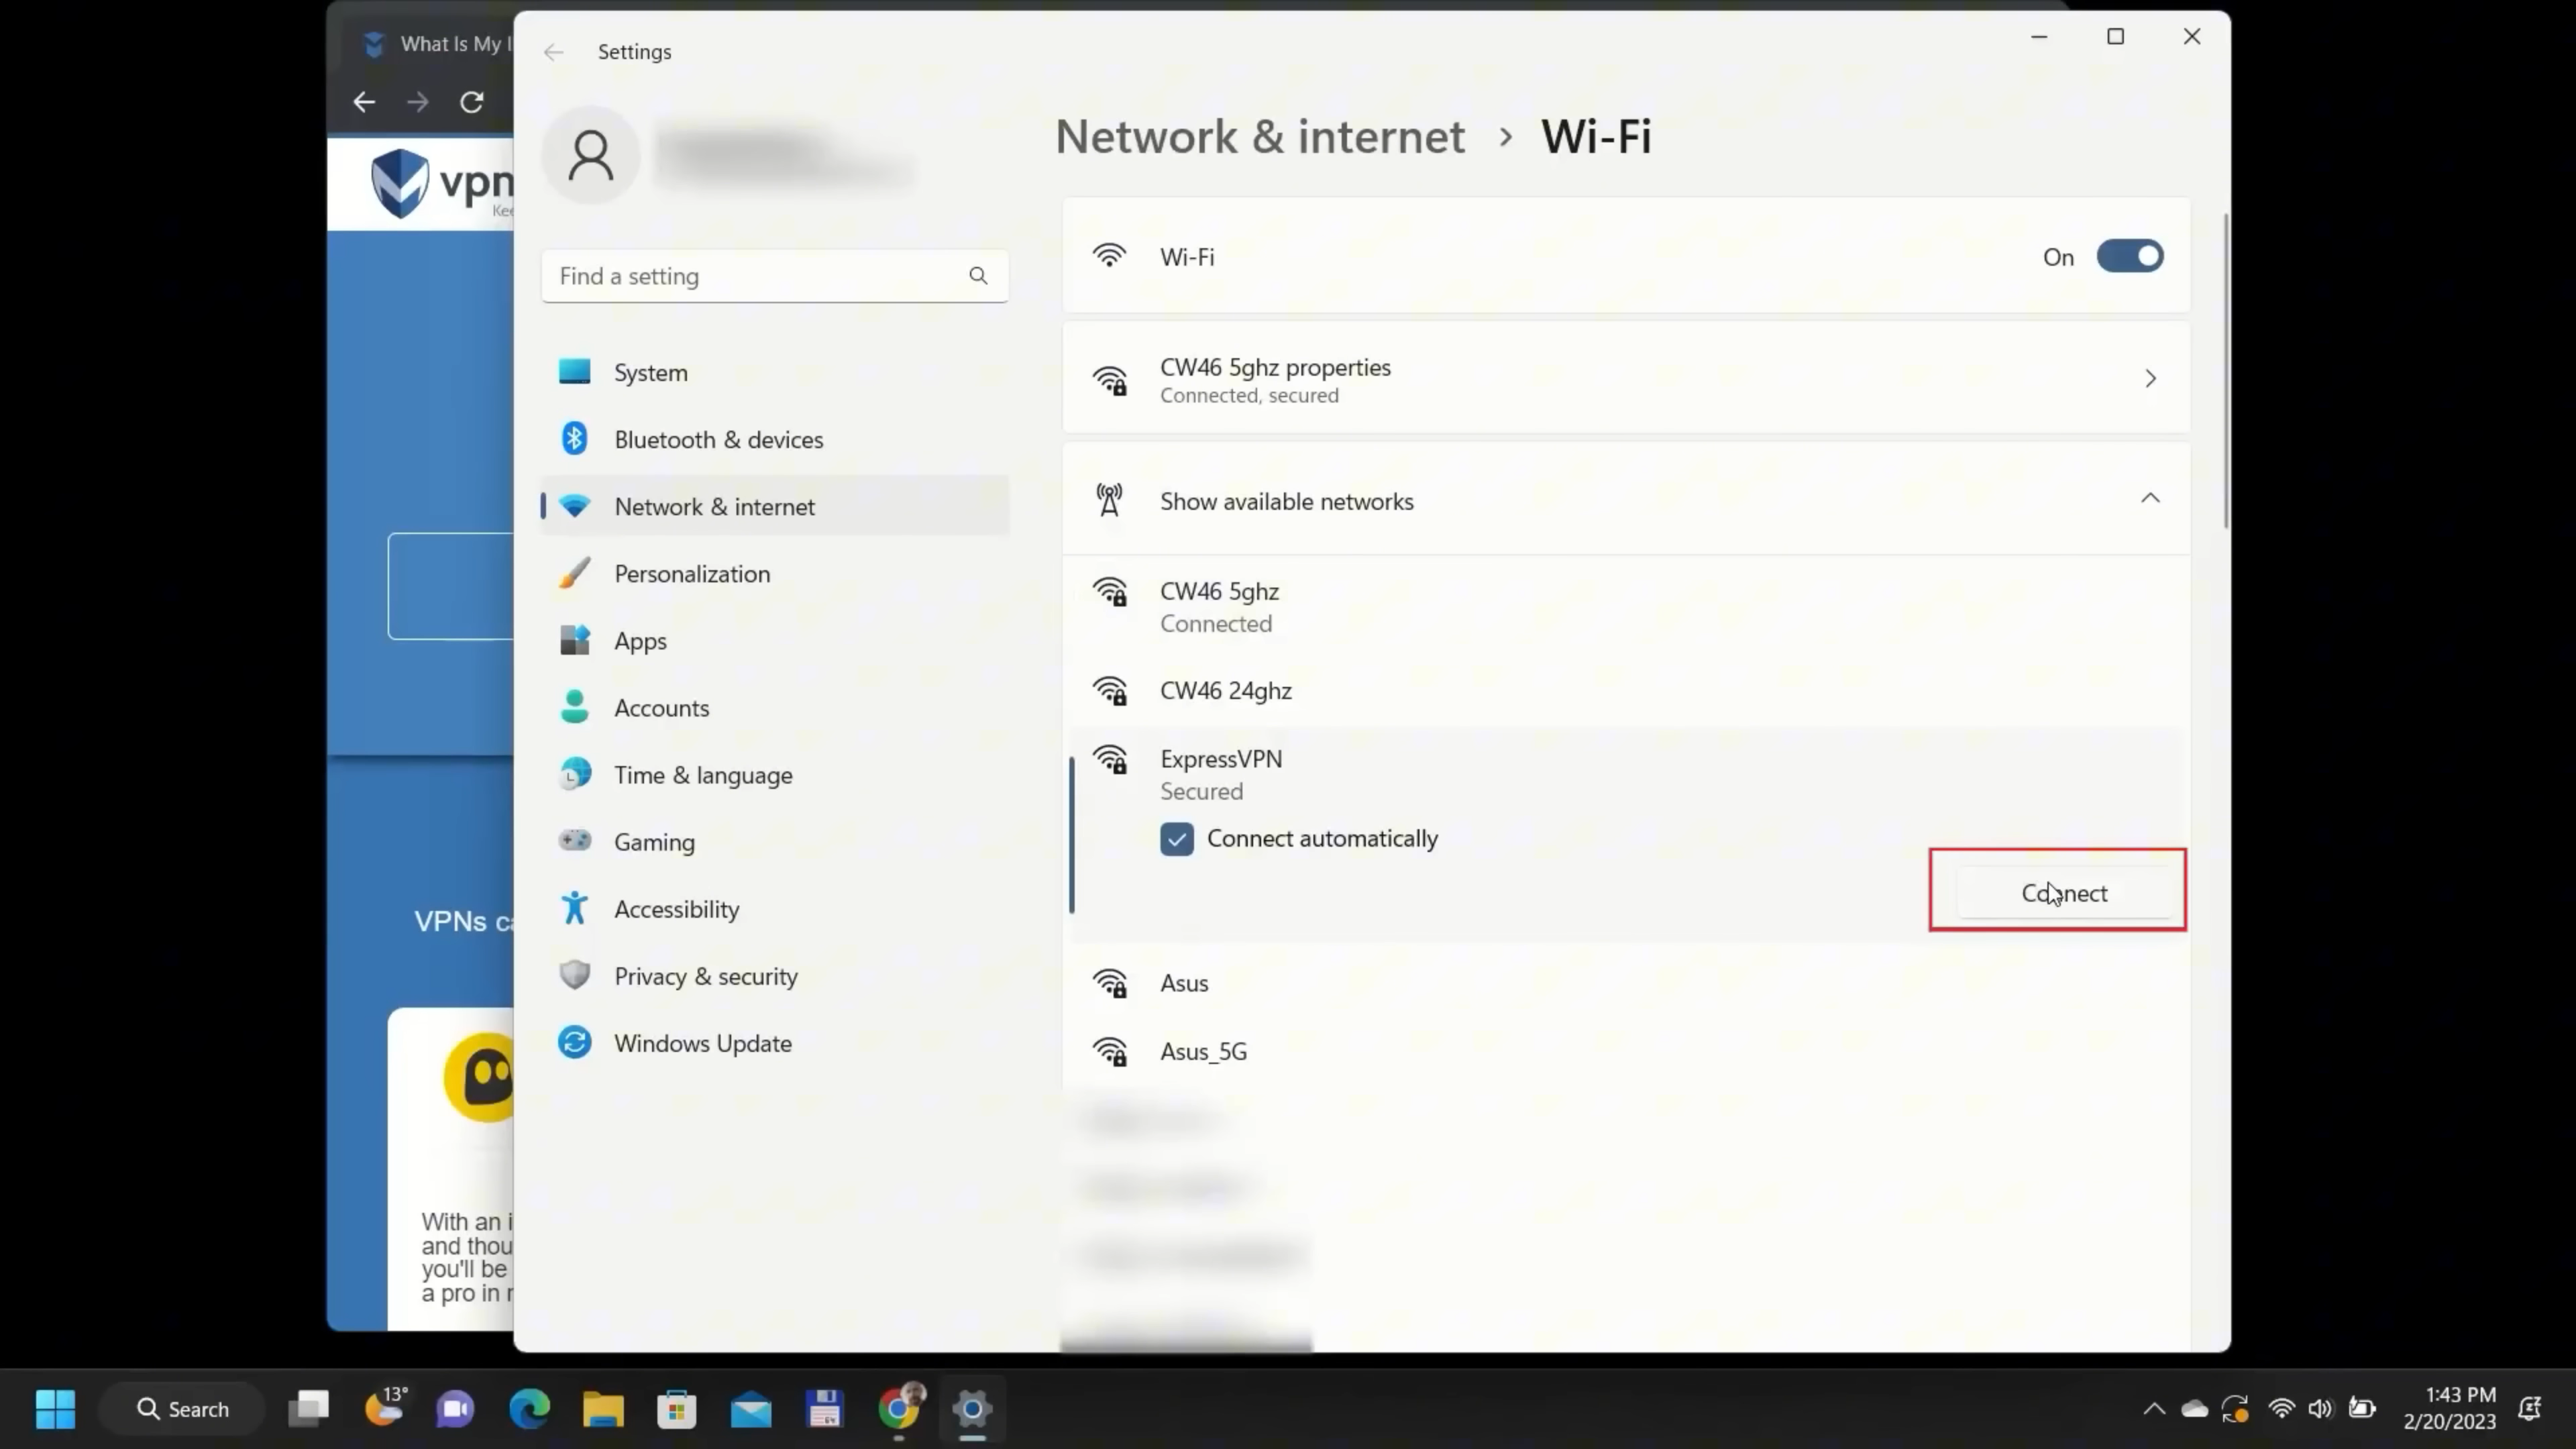 What Is My I
Settings
vpn
Kee
VPNs ca
With an i
and thou
you'll be
a pro in r
Find a setting
System
Bluetooth & devices
Network & internet
Personalization
Apps
Accounts
Time & language
Gaming
Accessibility
Privacy & security
Windows Update
Network & internet › Wi-Fi
Wi-Fi
On
CW46 5ghz properties
Connected, secured
Show available networks
CW46 5ghz
Connected
CW46 24ghz
ExpressVPN
Secured
Connect automatically
Connect
Asus
Asus_5G
Search
13°
1:43 PM
2/20/2023